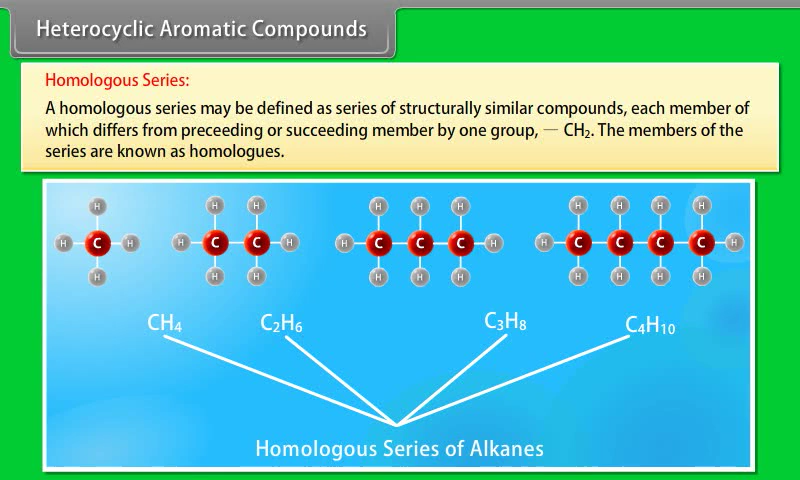 Heterocyclic Aromatic Compounds
Homologous Series:
A homologous series may be defined as series of structurally similar compounds, each member of
which differs from preceeding or succeeding member by one group, — CH₂. The members of the
series are known as homologues.
H H H H H H H H H H
H C H H C C H H C C C H H C C C C H
H H H H H H H H H H
CH₄ C₂H₆ C₃H₈ C₄H₁₀
Homologous Series of Alkanes